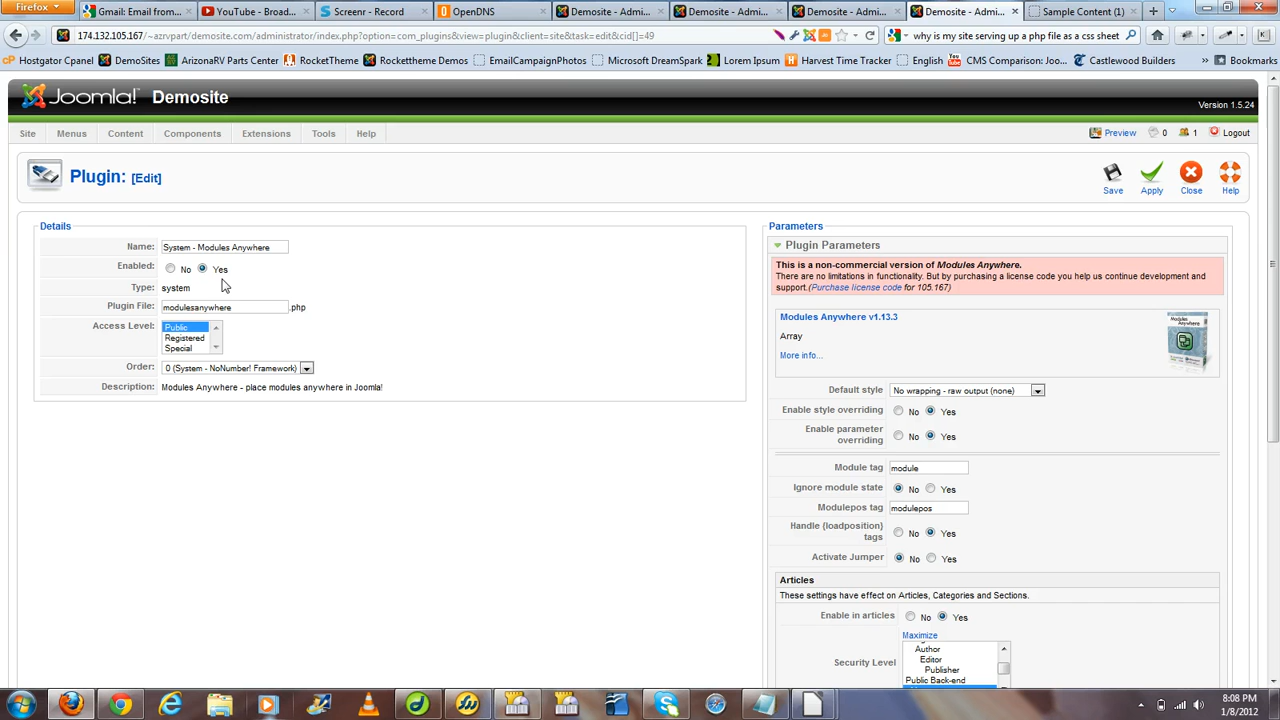 Firefox
Gmail: Email from...
YouTube - Broad...
Screenr - Record
OpenDNS
Demosite - Admi...
Demosite - Admi...
Demosite - Admi...
Demosite - Admi...
Sample Content (1)
174.132.105.167/~azrvpart/demosite.com/administrator/index.php?option=com_plugins&view=plugin&client=site&task=edit&cid[]=49
why is my site serving up a php file as a css sheet
Hostgator Cpanel
DemoSites
ArizonaRV Parts Center
RocketTheme
Rockettheme Demos
EmailCampaignPhotos
Microsoft DreamSpark
Lorem Ipsum
Harvest Time Tracker
English
CMS Comparison: Joo...
Castlewood Builders
Bookmarks
Joomla! Demosite
Version 1.5.24
Site Menus Content Components Extensions Tools Help
Preview 0 1 Logout
Plugin: [Edit]
Save Apply Close Help
Details
Name: System - Modules Anywhere
Enabled: No Yes
Type: system
Plugin File: modulesanywhere .php
Access Level: Public
Registered
Special
Order: 0 (System - NoNumber! Framework)
Description: Modules Anywhere - place modules anywhere in Joomla!
Parameters
Plugin Parameters
This is a non-commercial version of Modules Anywhere.
There are no limitations in functionality. But by purchasing a license code you help us continue development and
support.(Purchase license code for 105.167)
Modules Anywhere v1.13.3
Array
More info...
Default style No wrapping - raw output (none)
Enable style overriding No Yes
Enable parameter
overriding No Yes
Module tag module
Ignore module state No Yes
Modulepos tag modulepos
Handle {loadposition}
tags No Yes
Activate Jumper No Yes
Articles
These settings have effect on Articles, Categories and Sections.
Enable in articles No Yes
Maximize
Security Level
Author
Editor
Publisher
Public Back-end
8:08 PM
1/8/2012